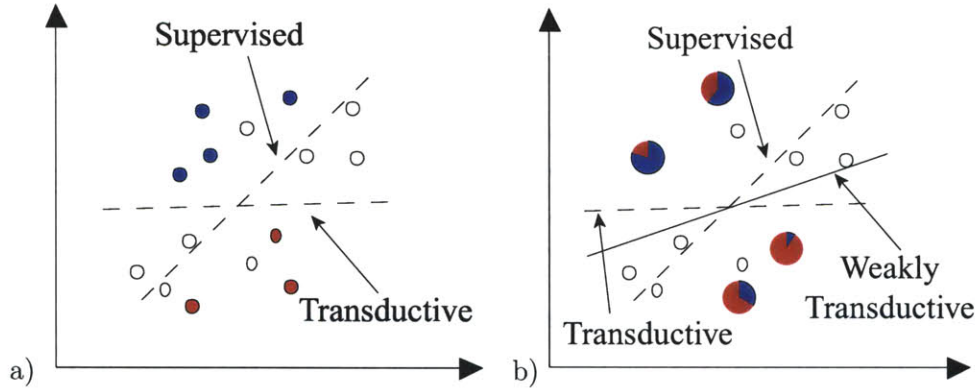 Supervised
Transductive
a)
Supervised
Weakly
Transductive
Transductive
b)